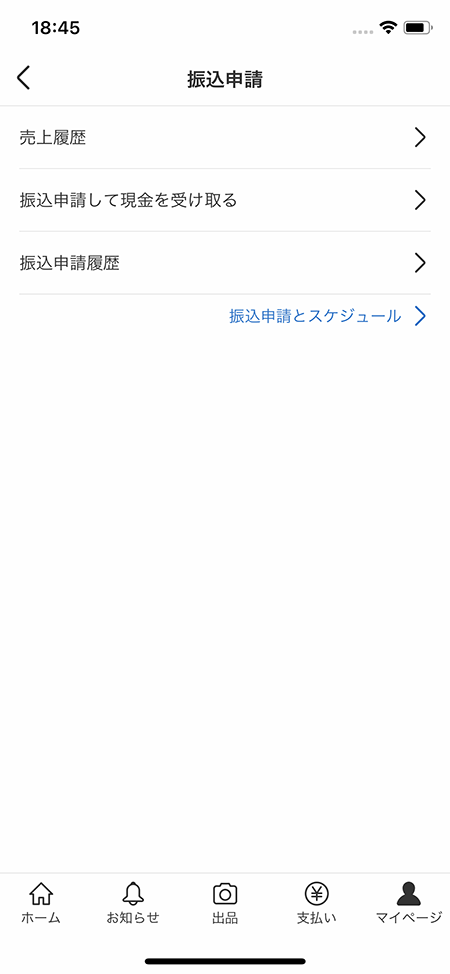 18:45
振込申請
売上履歴
振込申請して現金を受け取る
振込申請履歴
振込申請とスケジュール
ホーム
お知らせ
出品
支払い
マイページ